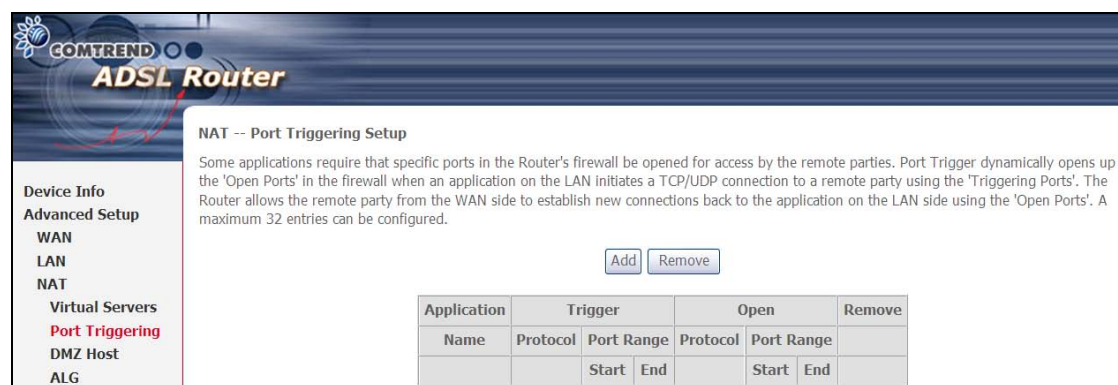 COMTREND
ADSL Router
NAT -- Port Triggering Setup
Some applications require that specific ports in the Router's firewall be opened for access by the remote parties. Port Trigger dynamically opens up
the 'Open Ports' in the firewall when an application on the LAN initiates a TCP/UDP connection to a remote party using the 'Triggering Ports'. The
Router allows the remote party from the WAN side to establish new connections back to the application on the LAN side using the 'Open Ports'. A
maximum 32 entries can be configured.
Device Info
Advanced Setup
WAN
LAN
NAT
Virtual Servers
Port Triggering
DMZ Host
ALG
Add Remove
Application Trigger Open Remove
Name Protocol Port Range Protocol Port Range
Start End Start End